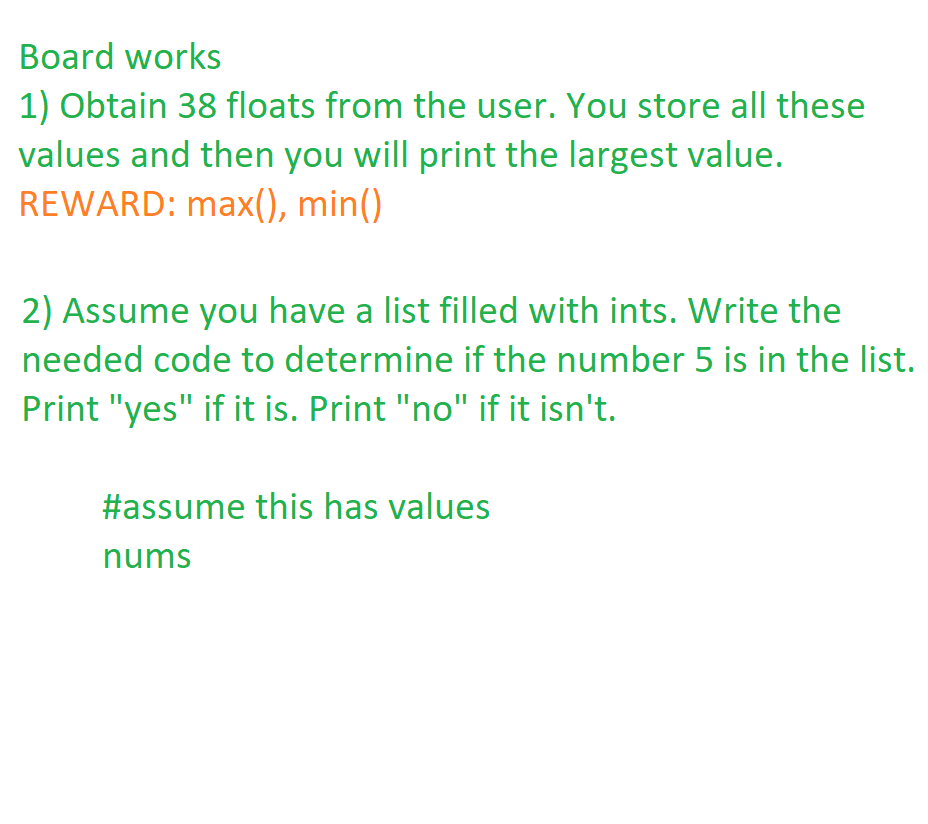 Board works
1) Obtain 38 floats from the user. You store all these
values and then you will print the largest value.
REWARD: max(), min()
2) Assume you have a list filled with ints. Write the
needed code to determine if the number 5 is in the list.
Print "yes" if it is. Print "no" if it isn't.
#assume this has values
nums